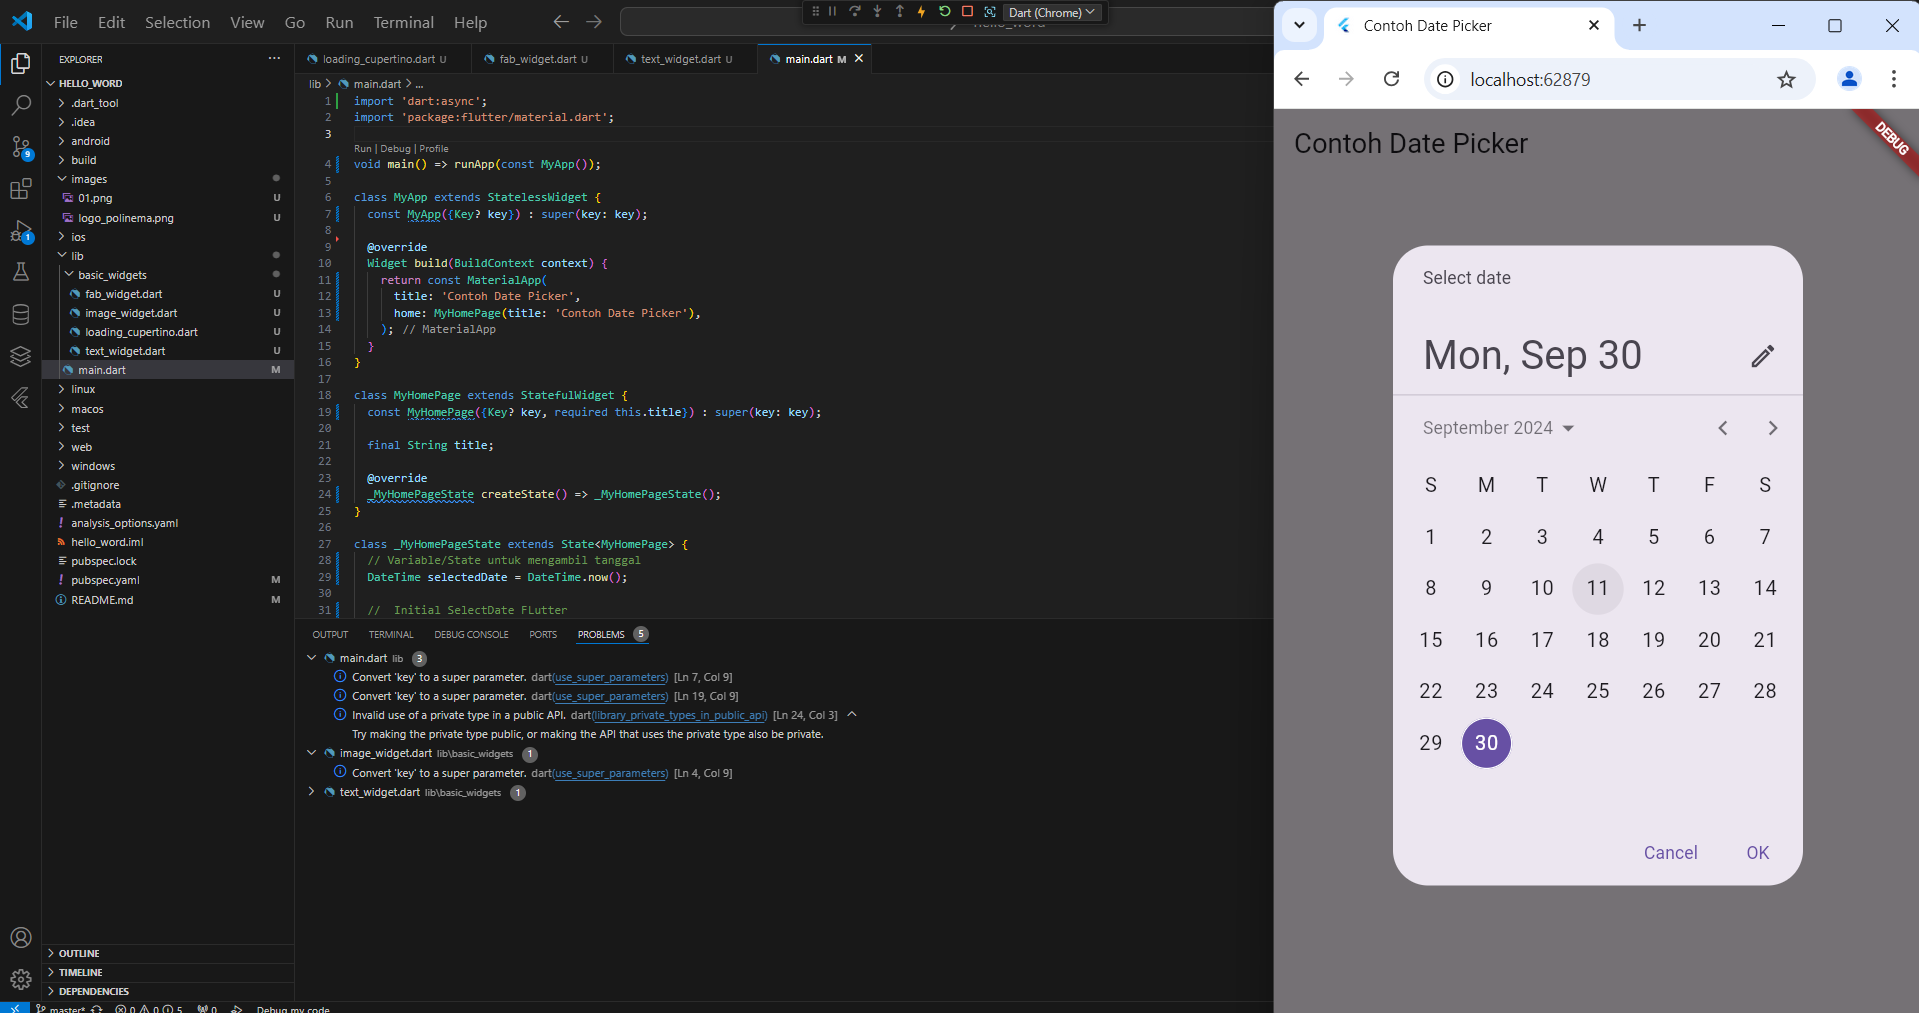 File Edit Selection View Go Run Terminal Help
Dart (Chrome)
EXPLORER
HELLO_WORD
.dart_tool
.idea
android
build
images
01.png U
logo_polinema.png U
ios
lib
basic_widgets
fab_widget.dart U
image_widget.dart U
loading_cupertino.dart U
text_widget.dart U
main.dart M
linux
macos
test
web
windows
.gitignore
.metadata
analysis_options.yaml
hello_word.iml
pubspec.lock
pubspec.yaml M
README.md M
OUTLINE
TIMELINE
DEPENDENCIES
9
1
loading_cupertino.dart U fab_widget.dart U text_widget.dart U main.dart M
lib > main.dart > ...
1 import 'dart:async';
2 import 'package:flutter/material.dart';
3
Run | Debug | Profile
4 void main() => runApp(const MyApp());
5
6 class MyApp extends StatelessWidget {
7 const MyApp({Key? key}) : super(key: key);
8
9 @override
10 Widget build(BuildContext context) {
11 return const MaterialApp(
12 title: 'Contoh Date Picker',
13 home: MyHomePage(title: 'Contoh Date Picker'),
14 ); // MaterialApp
15 }
16 }
17
18 class MyHomePage extends StatefulWidget {
19 const MyHomePage({Key? key, required this.title}) : super(key: key);
20
21 final String title;
22
23 @override
24 _MyHomePageState createState() => _MyHomePageState();
25 }
26
27 class _MyHomePageState extends State<MyHomePage> {
28 // Variable/State untuk mengambil tanggal
29 DateTime selectedDate = DateTime.now();
30
31 //  Initial SelectDate FLutter
OUTPUT TERMINAL DEBUG CONSOLE PORTS PROBLEMS 5
main.dart lib 3
Convert 'key' to a super parameter. dart(use_super_parameters) [Ln 7, Col 9]
Convert 'key' to a super parameter. dart(use_super_parameters) [Ln 19, Col 9]
Invalid use of a private type in a public API. dart(library_private_types_in_public_api) [Ln 24, Col 3]
Try making the private type public, or making the API that uses the private type also be private.
image_widget.dart lib\basic_widgets 1
Convert 'key' to a super parameter. dart(use_super_parameters) [Ln 4, Col 9]
text_widget.dart lib\basic_widgets 1
master* 0 0 5 0 Debug my code
Contoh Date Picker
localhost:62879
Contoh Date Picker
DEBUG
Select date
Mon, Sep 30
September 2024
S M T W T F S
1 2 3 4 5 6 7
8 9 10 11 12 13 14
15 16 17 18 19 20 21
22 23 24 25 26 27 28
29 30
Cancel OK